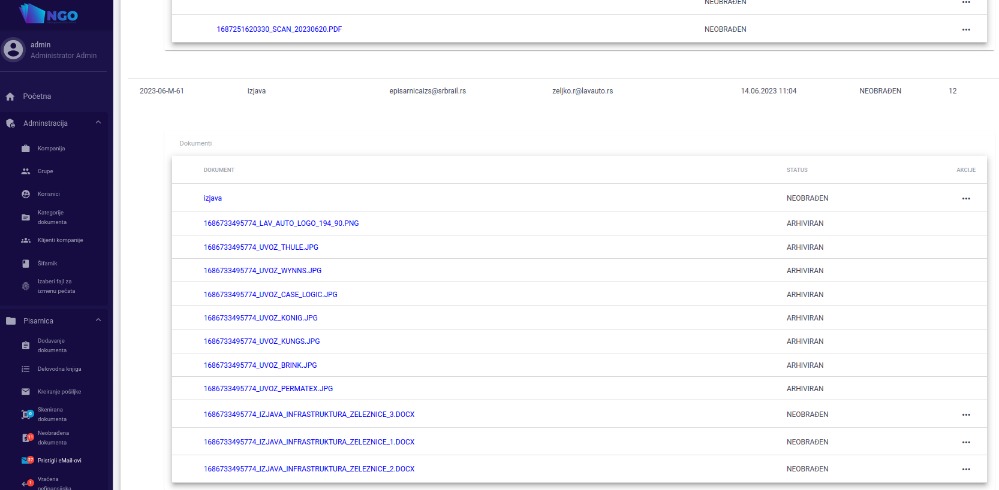 NGO
admin
Administrator Admin
Početna
Adminstracija
Kompanija
Grupe
Korisnici
Kategorije
dokumenta
Klijenti kompanije
Šifarnik
Izaberi fajl za
izmenu pečata
Pisarnica
Dodavanje
dokumenta
Delovodna knjiga
Kreiranje pošiljke
0 Skenirana
dokumenta
11 Neobrađena
dokumenta
27 Pristigli eMail-ovi
1 Vraćena
nefinansijska
NEOBRAĐEN
1687251620330_SCAN_20230620.PDF NEOBRAĐEN
2023-06-M-61 izjava episarnicaizs@srbrail.rs zeljko.r@lavauto.rs 14.06.2023 11:04 NEOBRAĐEN 12
Dokumenti
DOKUMENT STATUS AKCIJE
izjava NEOBRAĐEN
1686733495774_LAV_AUTO_LOGO_194_90.PNG ARHIVIRAN
1686733495774_UVOZ_THULE.JPG ARHIVIRAN
1686733495774_UVOZ_WYNNS.JPG ARHIVIRAN
1686733495774_UVOZ_CASE_LOGIC.JPG ARHIVIRAN
1686733495774_UVOZ_KONIG.JPG ARHIVIRAN
1686733495774_UVOZ_KUNGS.JPG ARHIVIRAN
1686733495774_UVOZ_BRINK.JPG ARHIVIRAN
1686733495774_UVOZ_PERMATEX.JPG ARHIVIRAN
1686733495774_IZJAVA_INFRASTRUKTURA_ZELEZNICE_3.DOCX NEOBRAĐEN
1686733495774_IZJAVA_INFRASTRUKTURA_ZELEZNICE_1.DOCX NEOBRAĐEN
1686733495774_IZJAVA_INFRASTRUKTURA_ZELEZNICE_2.DOCX NEOBRAĐEN